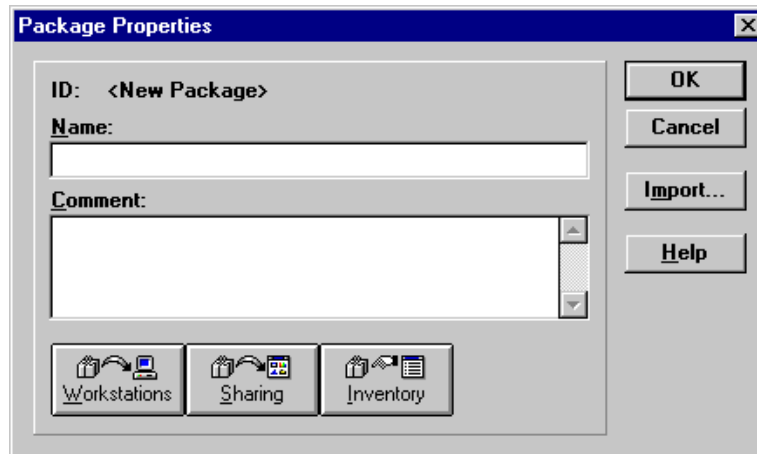 Package Properties
ID: <New Package>
Name:
Comment:
Workstations
Sharing
Inventory
OK
Cancel
Import...
Help